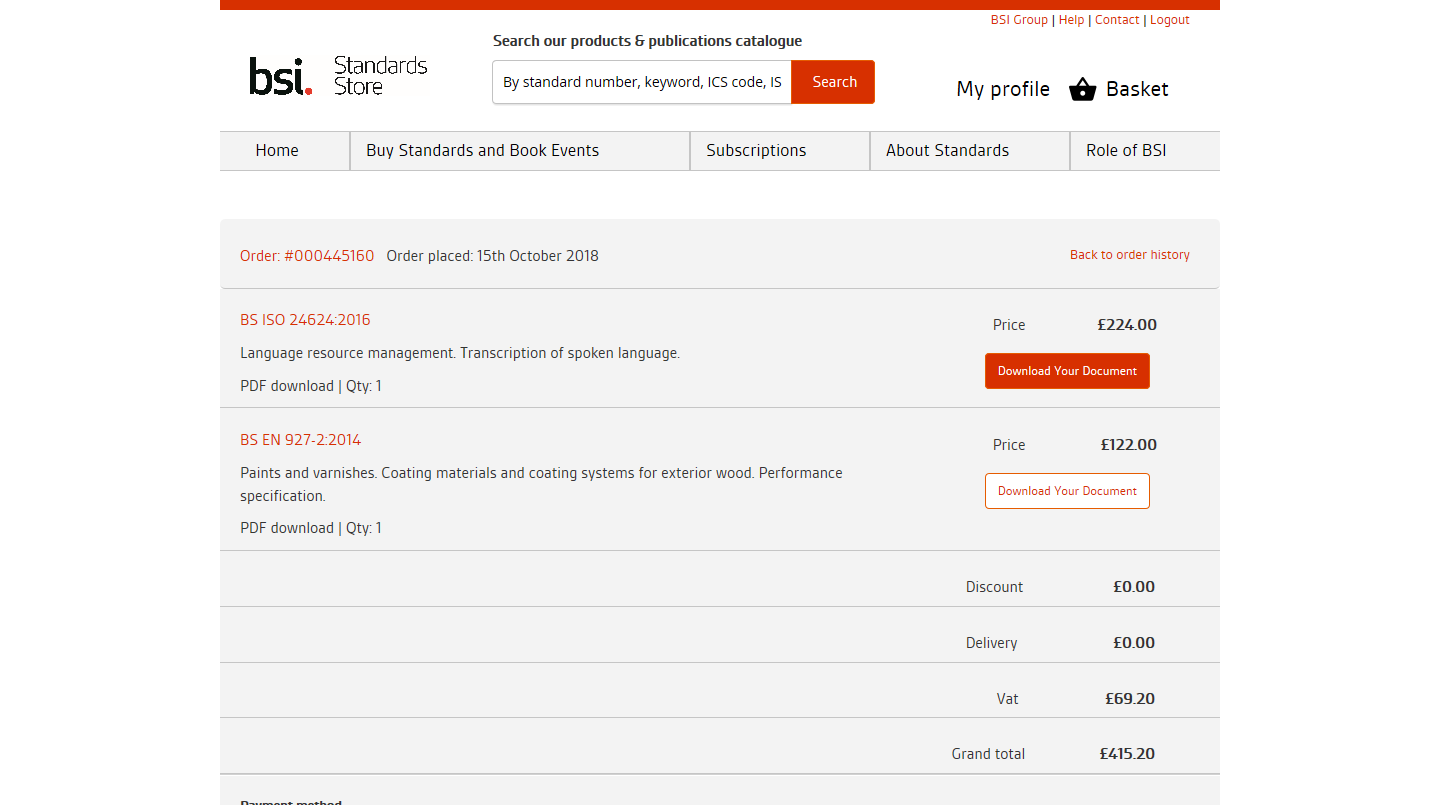 BSI Group | Help | Contact | Logout
Search our products & publications catalogue
bsi. Standards
Store
By standard number, keyword, ICS code, IS
Search
My profile
Basket
Home
Buy Standards and Book Events
Subscriptions
About Standards
Role of BSI
Order: #000445160 Order placed: 15th October 2018
Back to order history
BS ISO 24624:2016
Price £224.00
Language resource management. Transcription of spoken language.
Download Your Document
PDF download | Qty: 1
BS EN 927-2:2014
Price £122.00
Paints and varnishes. Coating materials and coating systems for exterior wood. Performance
specification.
Download Your Document
PDF download | Qty: 1
Discount £0.00
Delivery £0.00
Vat £69.20
Grand total £415.20
Payment method